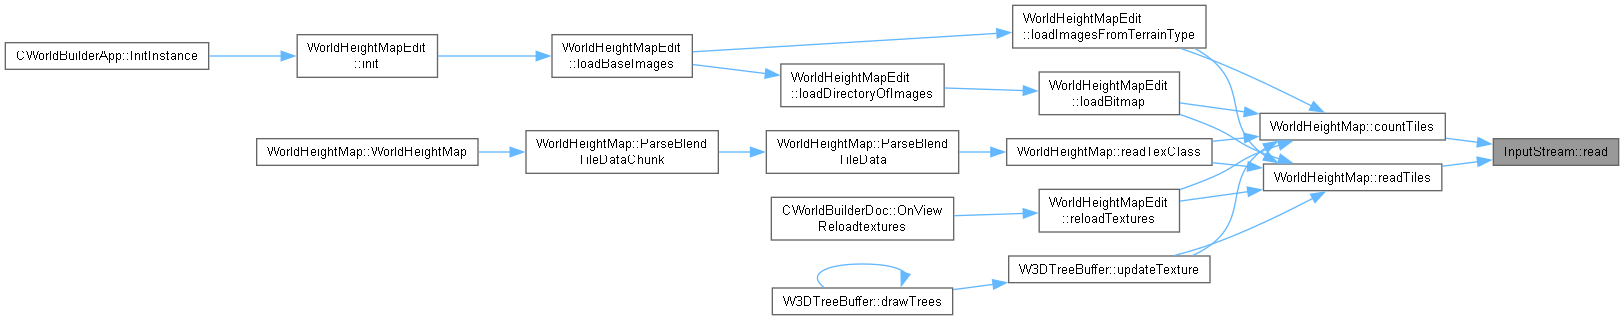 CWorldBuilderApp::InitInstance
WorldHeightMapEdit
::init
WorldHeightMapEdit
::loadBaseImages
WorldHeightMapEdit
::loadImagesFromTerrainType
WorldHeightMapEdit
::loadDirectoryOfImages
WorldHeightMapEdit
::loadBitmap
WorldHeightMap::countTiles
InputStream::read
WorldHeightMap::WorldHeightMap
WorldHeightMap::ParseBlend
TileDataChunk
WorldHeightMap::ParseBlend
TileData
WorldHeightMap::readTexClass
WorldHeightMap::readTiles
CWorldBuilderDoc::OnView
Reloadtextures
WorldHeightMapEdit
::reloadTextures
W3DTreeBuffer::updateTexture
W3DTreeBuffer::drawTrees